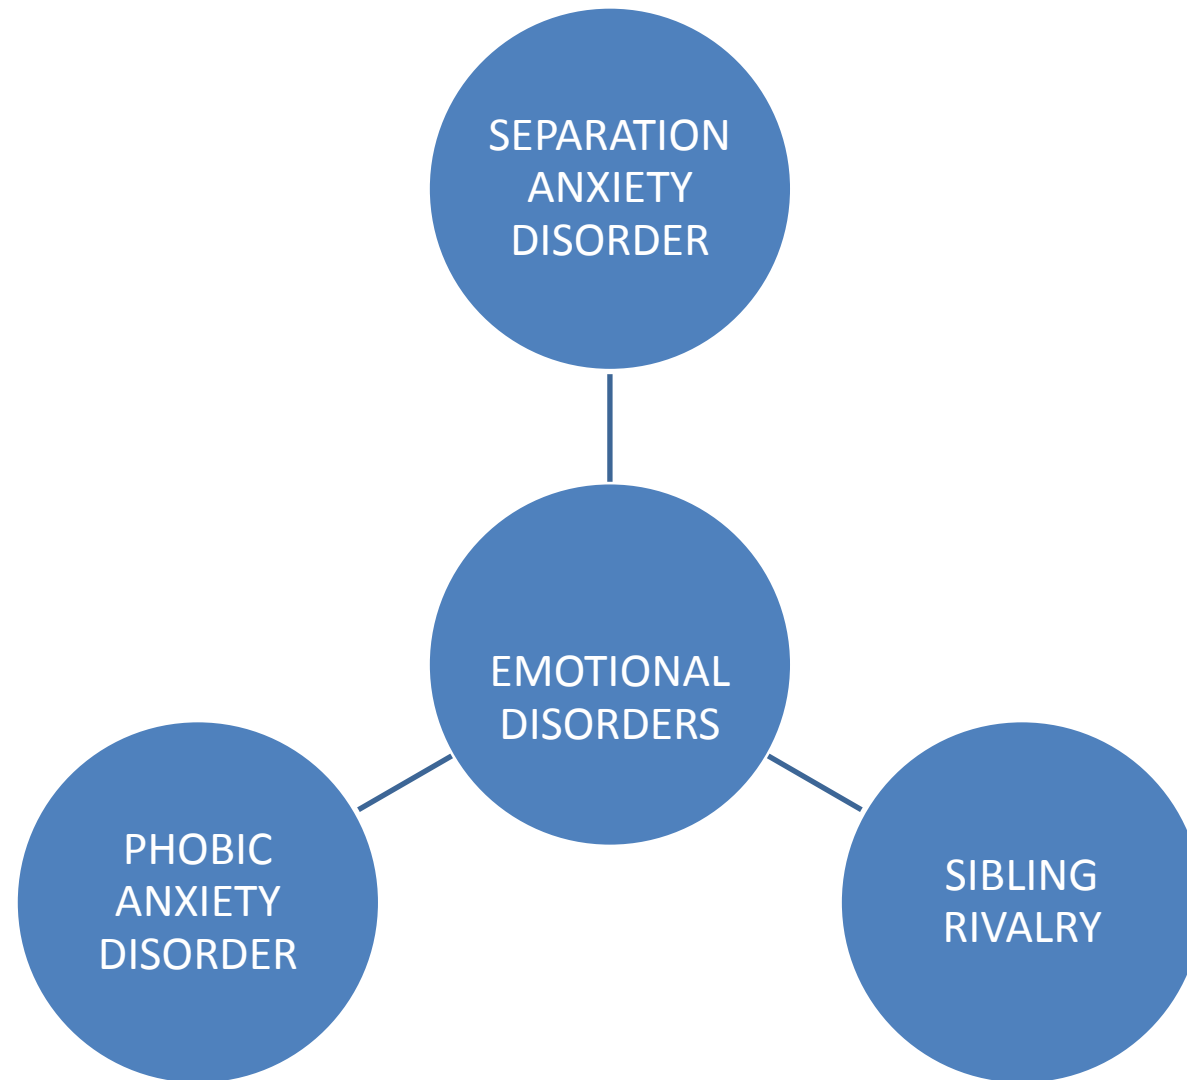 SEPARATION
ANXIETY
DISORDER
EMOTIONAL
DISORDERS
PHOBIC
ANXIETY
DISORDER
SIBLING
RIVALRY